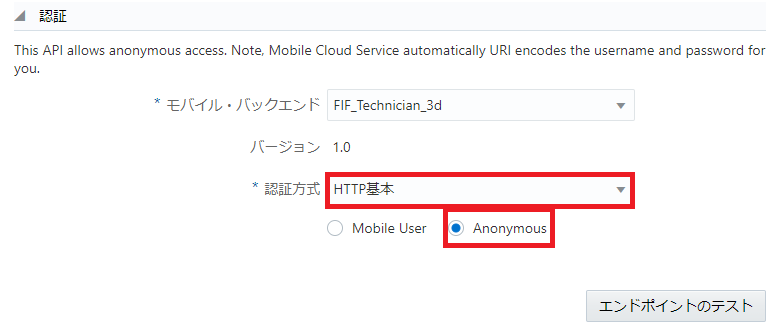 認証
This API allows anonymous access. Note, Mobile Cloud Service automatically URI encodes the username and password for
you.
* モバイル・バックエンド FIF_Technician_3d
バージョン 1.0
* 認証方式 HTTP基本
Mobile User Anonymous
エンドポイントのテスト